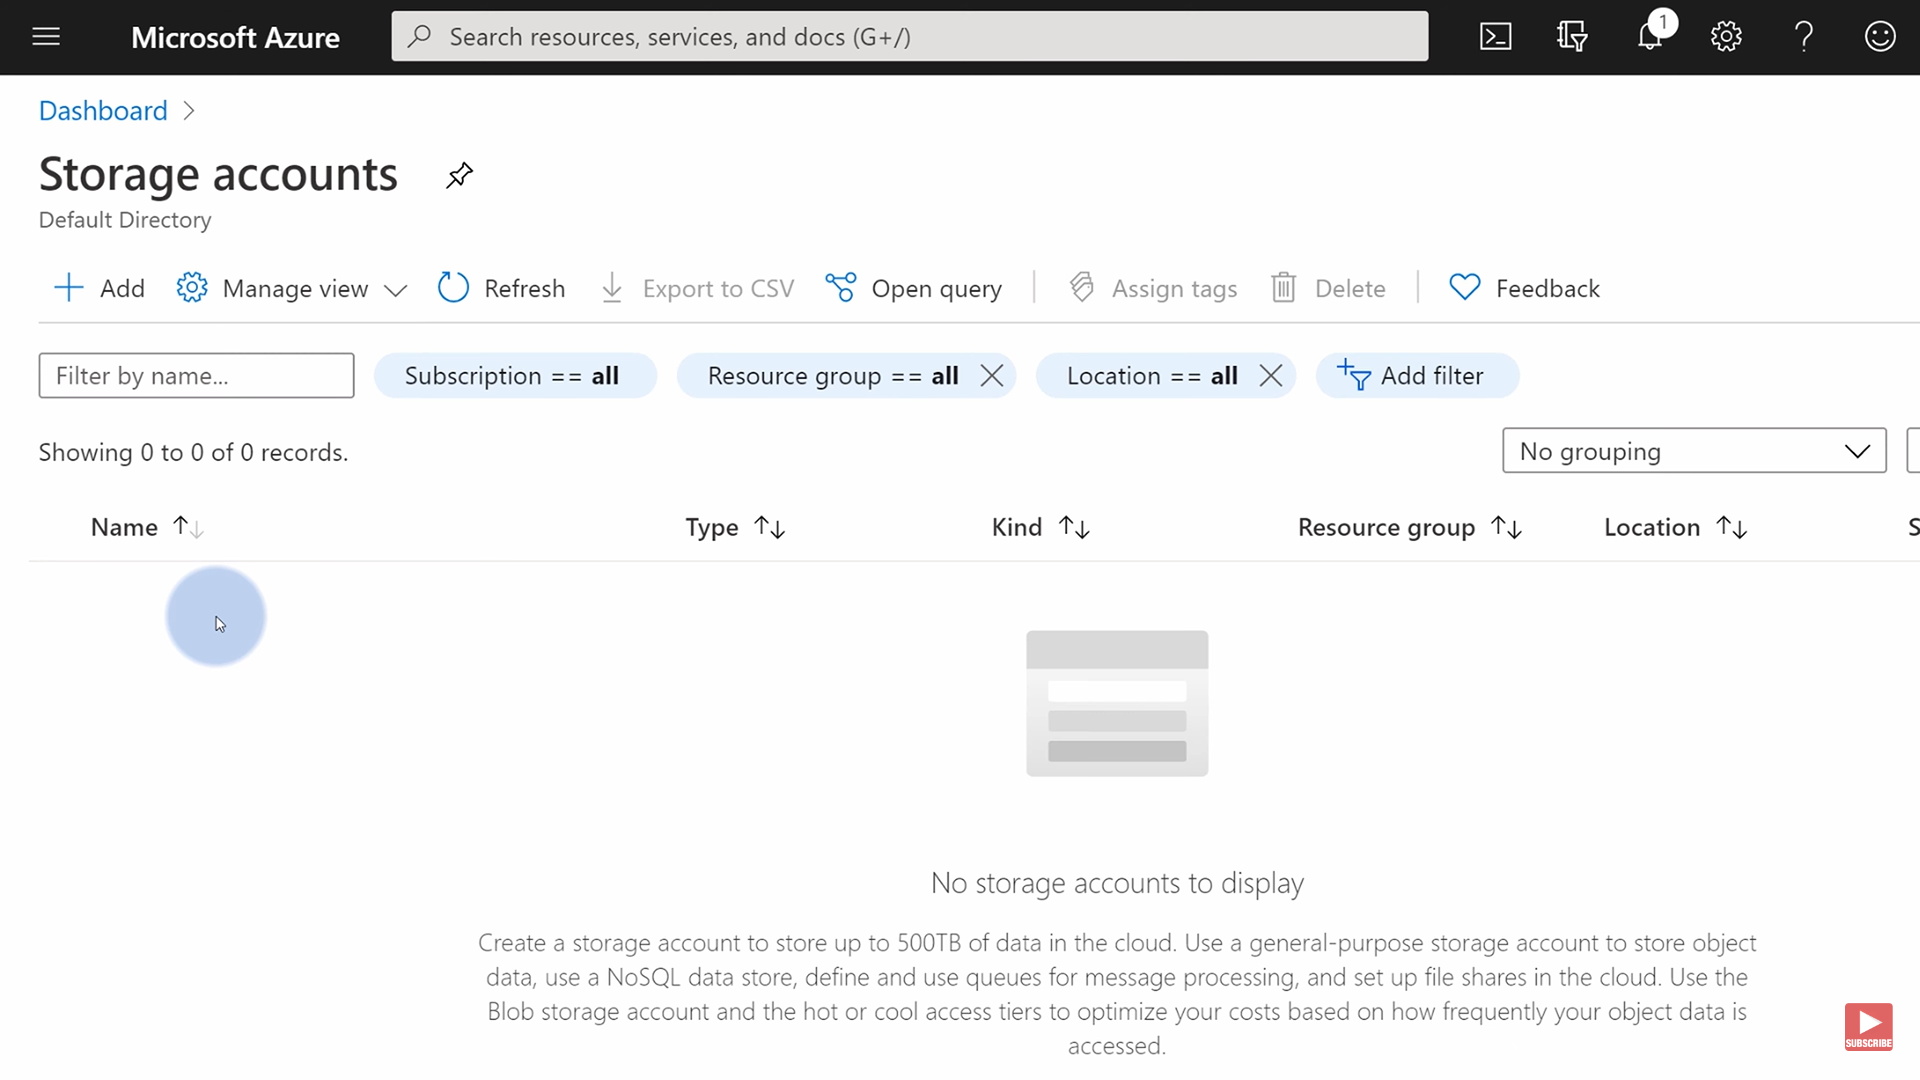 Microsoft Azure
Search resources, services, and docs (G+/)
1
Dashboard
Storage accounts
Default Directory
Add
Manage view
Refresh
Export to CSV
Open query
Assign tags
Delete
Feedback
Filter by name...
Subscription == all
Resource group == all
Location == all
Add filter
Showing 0 to 0 of 0 records.
No grouping
Name
Type
Kind
Resource group
Location
S
No storage accounts to display
Create a storage account to store up to 500TB of data in the cloud. Use a general-purpose storage account to store object
data, use a NoSQL data store, define and use queues for message processing, and set up file shares in the cloud. Use the
Blob storage account and the hot or cool access tiers to optimize your costs based on how frequently your object data is
accessed.
SUBSCRIBE